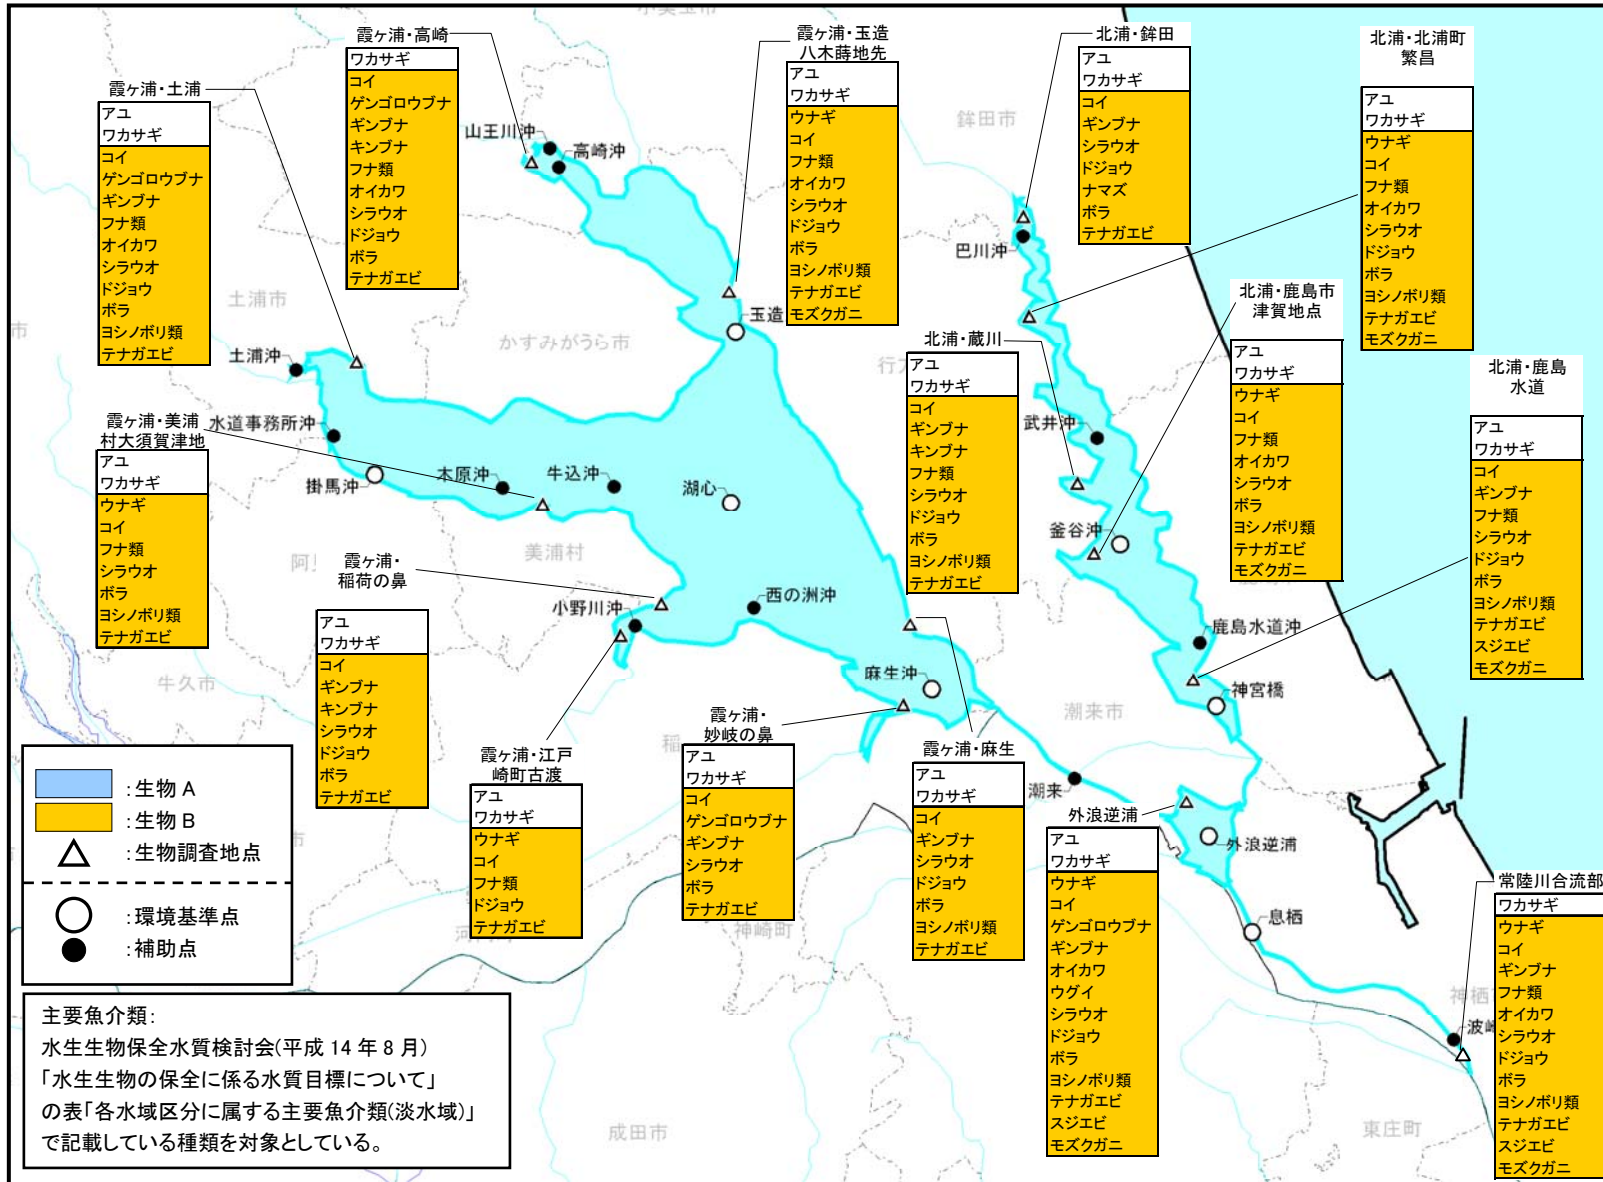 霞ヶ浦・土浦
アユ
ワカサギ
コイ
ゲンゴロウブナ
ギンブナ
フナ類
オイカワ
シラウオ
ドジョウ
ボラ
ヨシノボリ類
テナガエビ
霞ヶ浦・高崎
ワカサギ
コイ
ゲンゴロウブナ
ギンブナ
キンブナ
フナ類
オイカワ
シラウオ
ドジョウ
ボラ
テナガエビ
霞ヶ浦・玉造
八木蒔地先
アユ
ワカサギ
ウナギ
コイ
フナ類
オイカワ
シラウオ
ドジョウ
ボラ
ヨシノボリ類
テナガエビ
モズクガニ
北浦・鉾田
アユ
ワカサギ
コイ
ギンブナ
シラウオ
ドジョウ
ナマズ
ボラ
テナガエビ
北浦・北浦町
繁昌
アユ
ワカサギ
ウナギ
コイ
フナ類
オイカワ
シラウオ
ドジョウ
ボラ
ヨシノボリ類
テナガエビ
モズクガニ
北浦・鹿島市
津賀地点
アユ
ワカサギ
ウナギ
コイ
フナ類
オイカワ
シラウオ
ボラ
ヨシノボリ類
テナガエビ
モズクガニ
北浦・蔵川
アユ
ワカサギ
コイ
ギンブナ
キンブナ
フナ類
シラウオ
ドジョウ
ボラ
ヨシノボリ類
テナガエビ
北浦・鹿島
水道
アユ
ワカサギ
コイ
ギンブナ
フナ類
シラウオ
ドジョウ
ボラ
ヨシノボリ類
テナガエビ
スジエビ
モズクガニ
霞ヶ浦・美浦
村大須賀津地
アユ
ワカサギ
ウナギ
コイ
フナ類
シラウオ
ボラ
ヨシノボリ類
テナガエビ
霞ヶ浦・
稲荷の鼻
アユ
ワカサギ
コイ
ギンブナ
キンブナ
シラウオ
ドジョウ
ボラ
テナガエビ
霞ヶ浦・江戸
崎町古渡
アユ
ワカサギ
ウナギ
コイ
フナ類
ドジョウ
テナガエビ
霞ヶ浦・
妙岐の鼻
アユ
ワカサギ
コイ
ゲンゴロウブナ
ギンブナ
シラウオ
ボラ
テナガエビ
霞ヶ浦・麻生
アユ
ワカサギ
コイ
ギンブナ
シラウオ
ドジョウ
ボラ
ヨシノボリ類
テナガエビ
外浪逆浦
アユ
ワカサギ
ウナギ
コイ
ゲンゴロウブナ
ギンブナ
オイカワ
ウグイ
シラウオ
ドジョウ
ボラ
ヨシノボリ類
テナガエビ
スジエビ
モズクガニ
常陸川合流部
ワカサギ
ウナギ
コイ
ギンブナ
フナ類
オイカワ
シラウオ
ドジョウ
ボラ
ヨシノボリ類
テナガエビ
スジエビ
モズクガニ
山王川沖
高崎沖
玉造
土浦沖
水道事務所沖
掛馬沖
木原沖
牛込沖
湖心
小野川沖
西の洲沖
麻生沖
巴川沖
武井沖
釜谷沖
鹿島水道沖
神宮橋
潮来
外浪逆浦
息栖
土浦市
かすみがうら市
鉾田市
美浦村
牛久市
潮来市
神崎町
成田市
東庄町
:生物 A
:生物 B
:生物調査地点
:環境基準点
:補助点
主要魚介類:
水生生物保全水質検討会(平成 14 年 8 月)
「水生生物の保全に係る水質目標について」
の表「各水域区分に属する主要魚介類(淡水域)」
で記載している種類を対象としている。